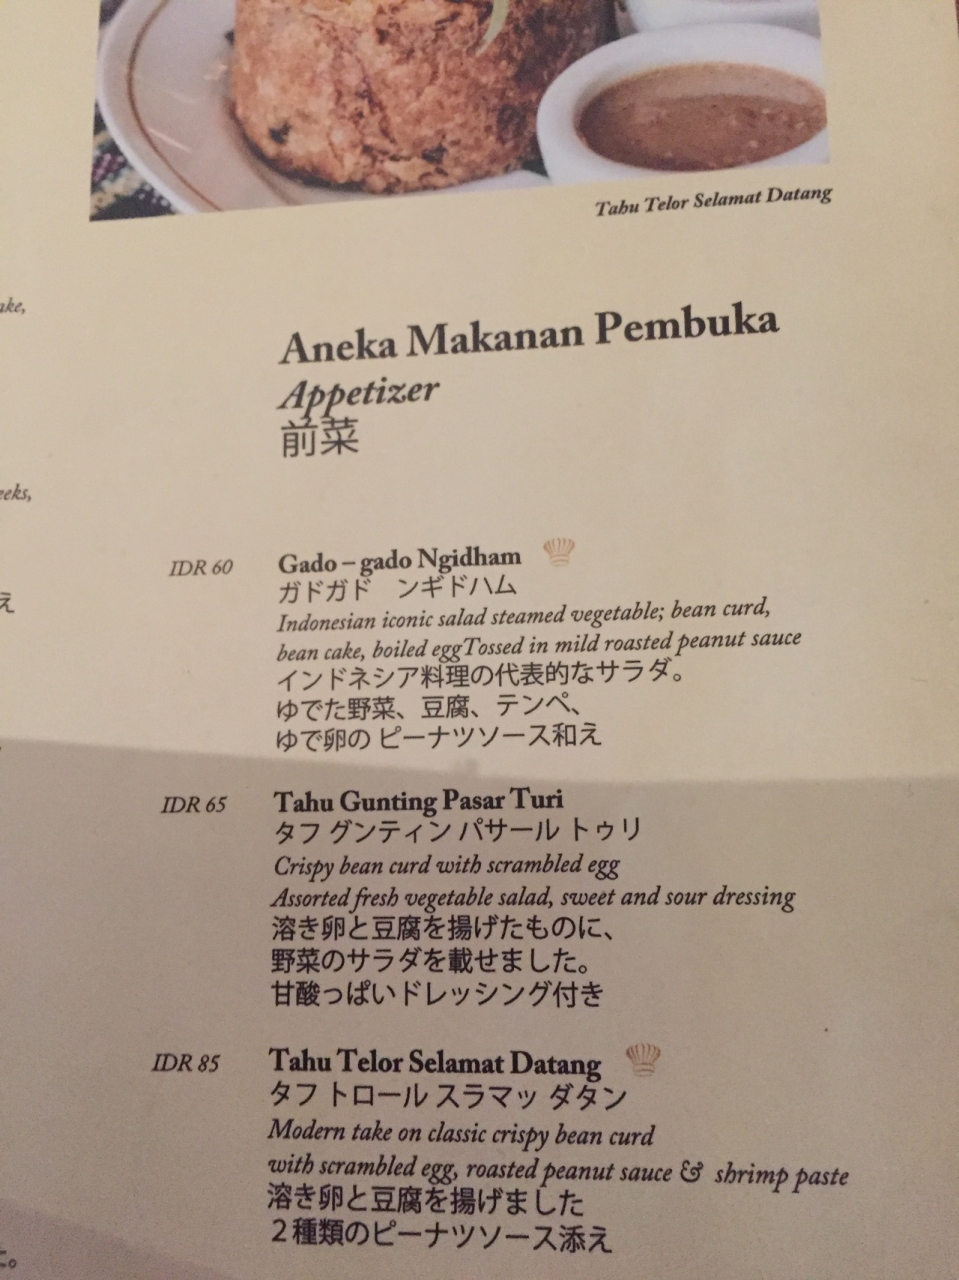 Tahu Telor Selamat Datang
ake,
eeks,
え
Aneka Makanan Pembuka
Appetizer
前菜
IDR 60 Gado – gado Ngidham
ガドガド　ンギドハム
Indonesian iconic salad steamed vegetable; bean curd,
bean cake, boiled eggTossed in mild roasted peanut sauce
インドネシア料理の代表的なサラダ。
ゆでた野菜、豆腐、テンペ、
ゆで卵の ピーナツソース和え
IDR 65 Tahu Gunting Pasar Turi
タフ グンティン パサール トゥリ
Crispy bean curd with scrambled egg
Assorted fresh vegetable salad, sweet and sour dressing
溶き卵と豆腐を揚げたものに、
野菜のサラダを載せました。
甘酸っぱいドレッシング付き
IDR 85 Tahu Telor Selamat Datang
タフ トロール スラマッ ダタン
Modern take on classic crispy bean curd
with scrambled egg, roasted peanut sauce & shrimp paste
溶き卵と豆腐を揚げました
２種類のピーナツソース添え